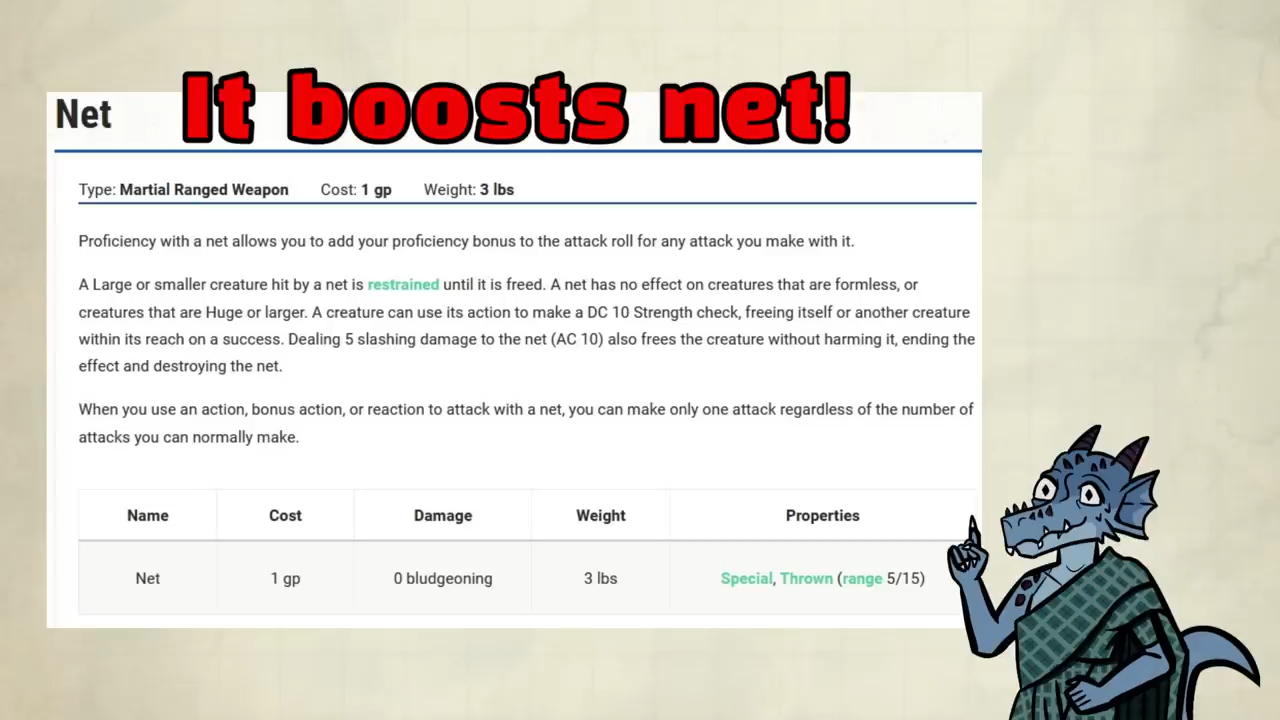 It boosts net!
Net
Type: Martial Ranged Weapon Cost: 1 gp Weight: 3 lbs
Proficiency with a net allows you to add your proficiency bonus to the attack roll for any attack you make with it.
A Large or smaller creature hit by a net is restrained until it is freed. A net has no effect on creatures that are formless, or
creatures that are Huge or larger. A creature can use its action to make a DC 10 Strength check, freeing itself or another creature
within its reach on a success. Dealing 5 slashing damage to the net (AC 10) also frees the creature without harming it, ending the
effect and destroying the net.
When you use an action, bonus action, or reaction to attack with a net, you can make only one attack regardless of the number of
attacks you can normally make.
Name Cost Damage Weight Properties
Net 1 gp 0 bludgeoning 3 lbs Special, Thrown (range 5/15)